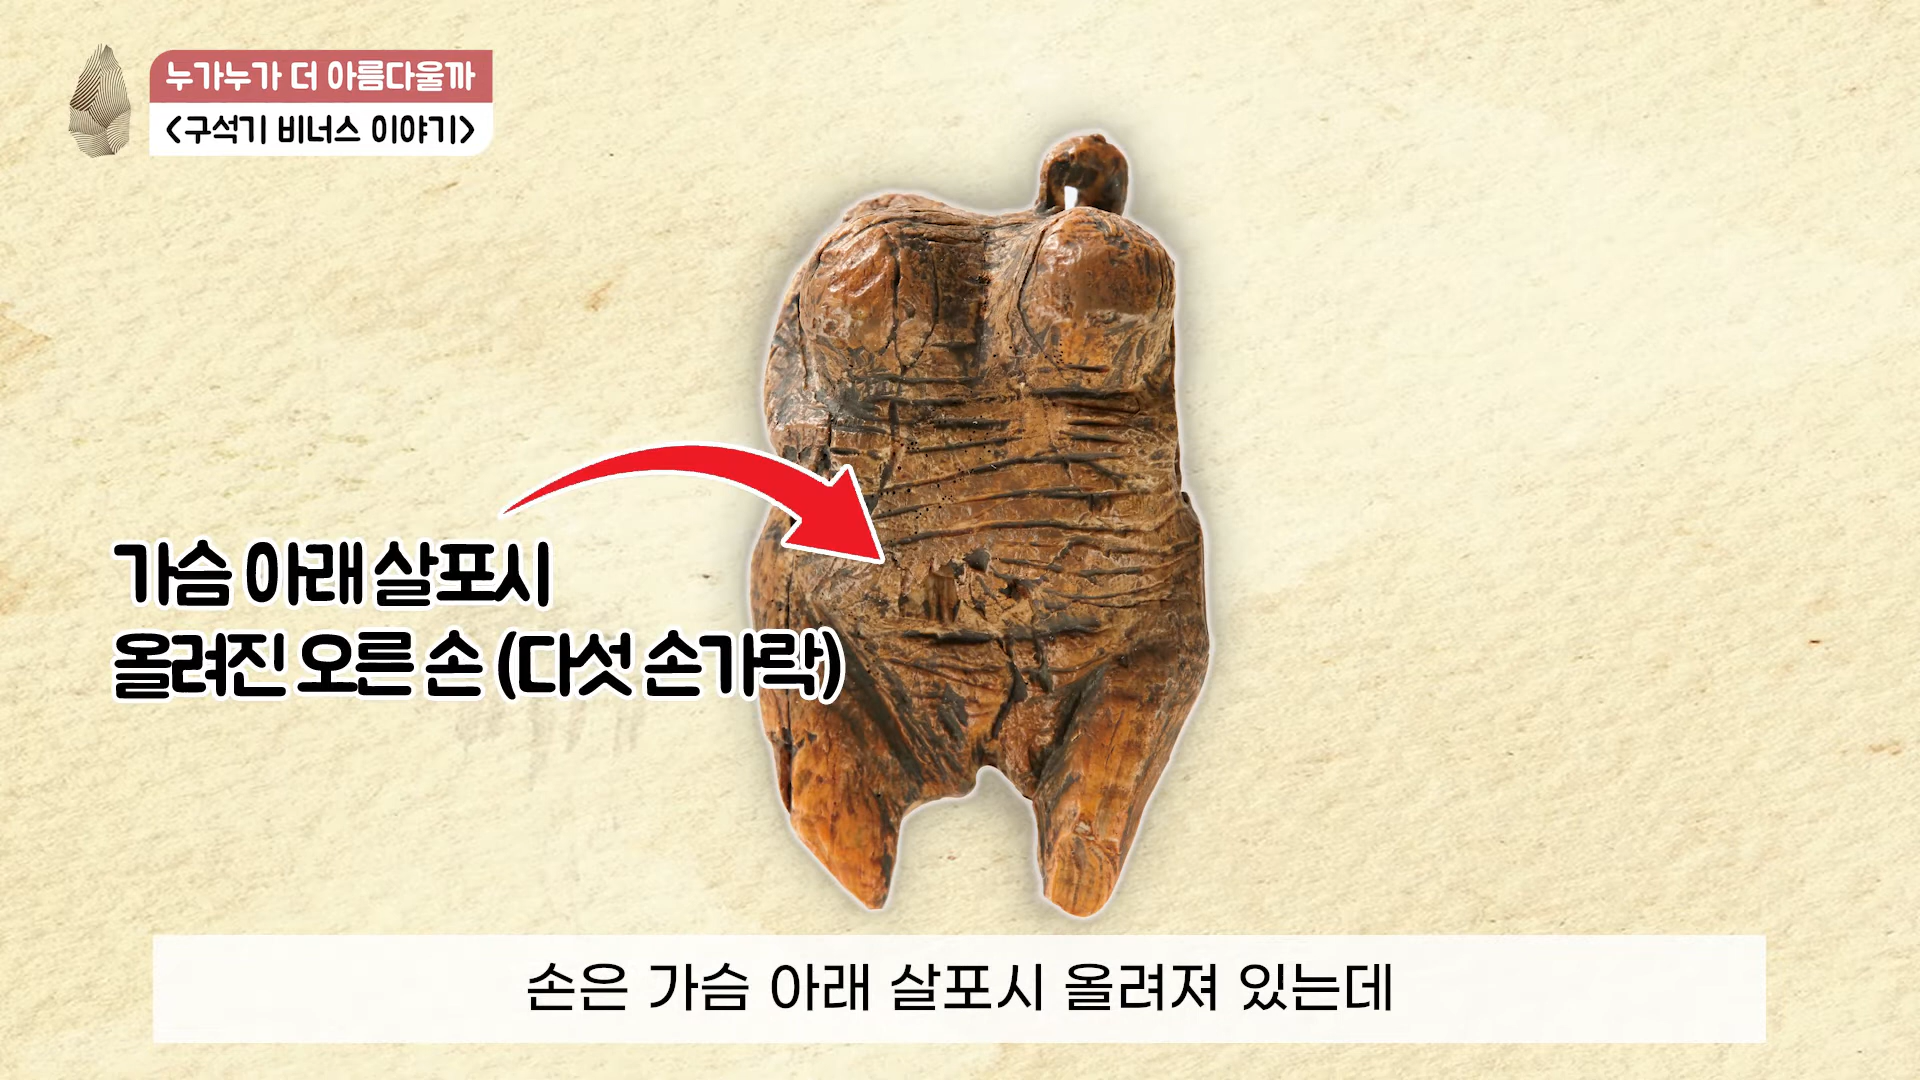 누가누가 더 아름다울까
<구석기 비너스 이야기>
가슴 아래 살포시
올려진 오른 손 (다섯 손가락)
손은 가슴 아래 살포시 올려져 있는데